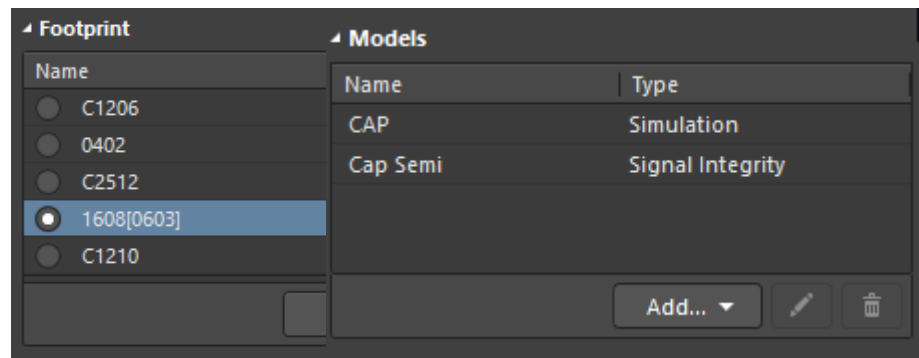 Footprint
Name
C1206
0402
C2512
1608[0603]
C1210
Models
Name Type
CAP Simulation
Cap Semi Signal Integrity
Add...